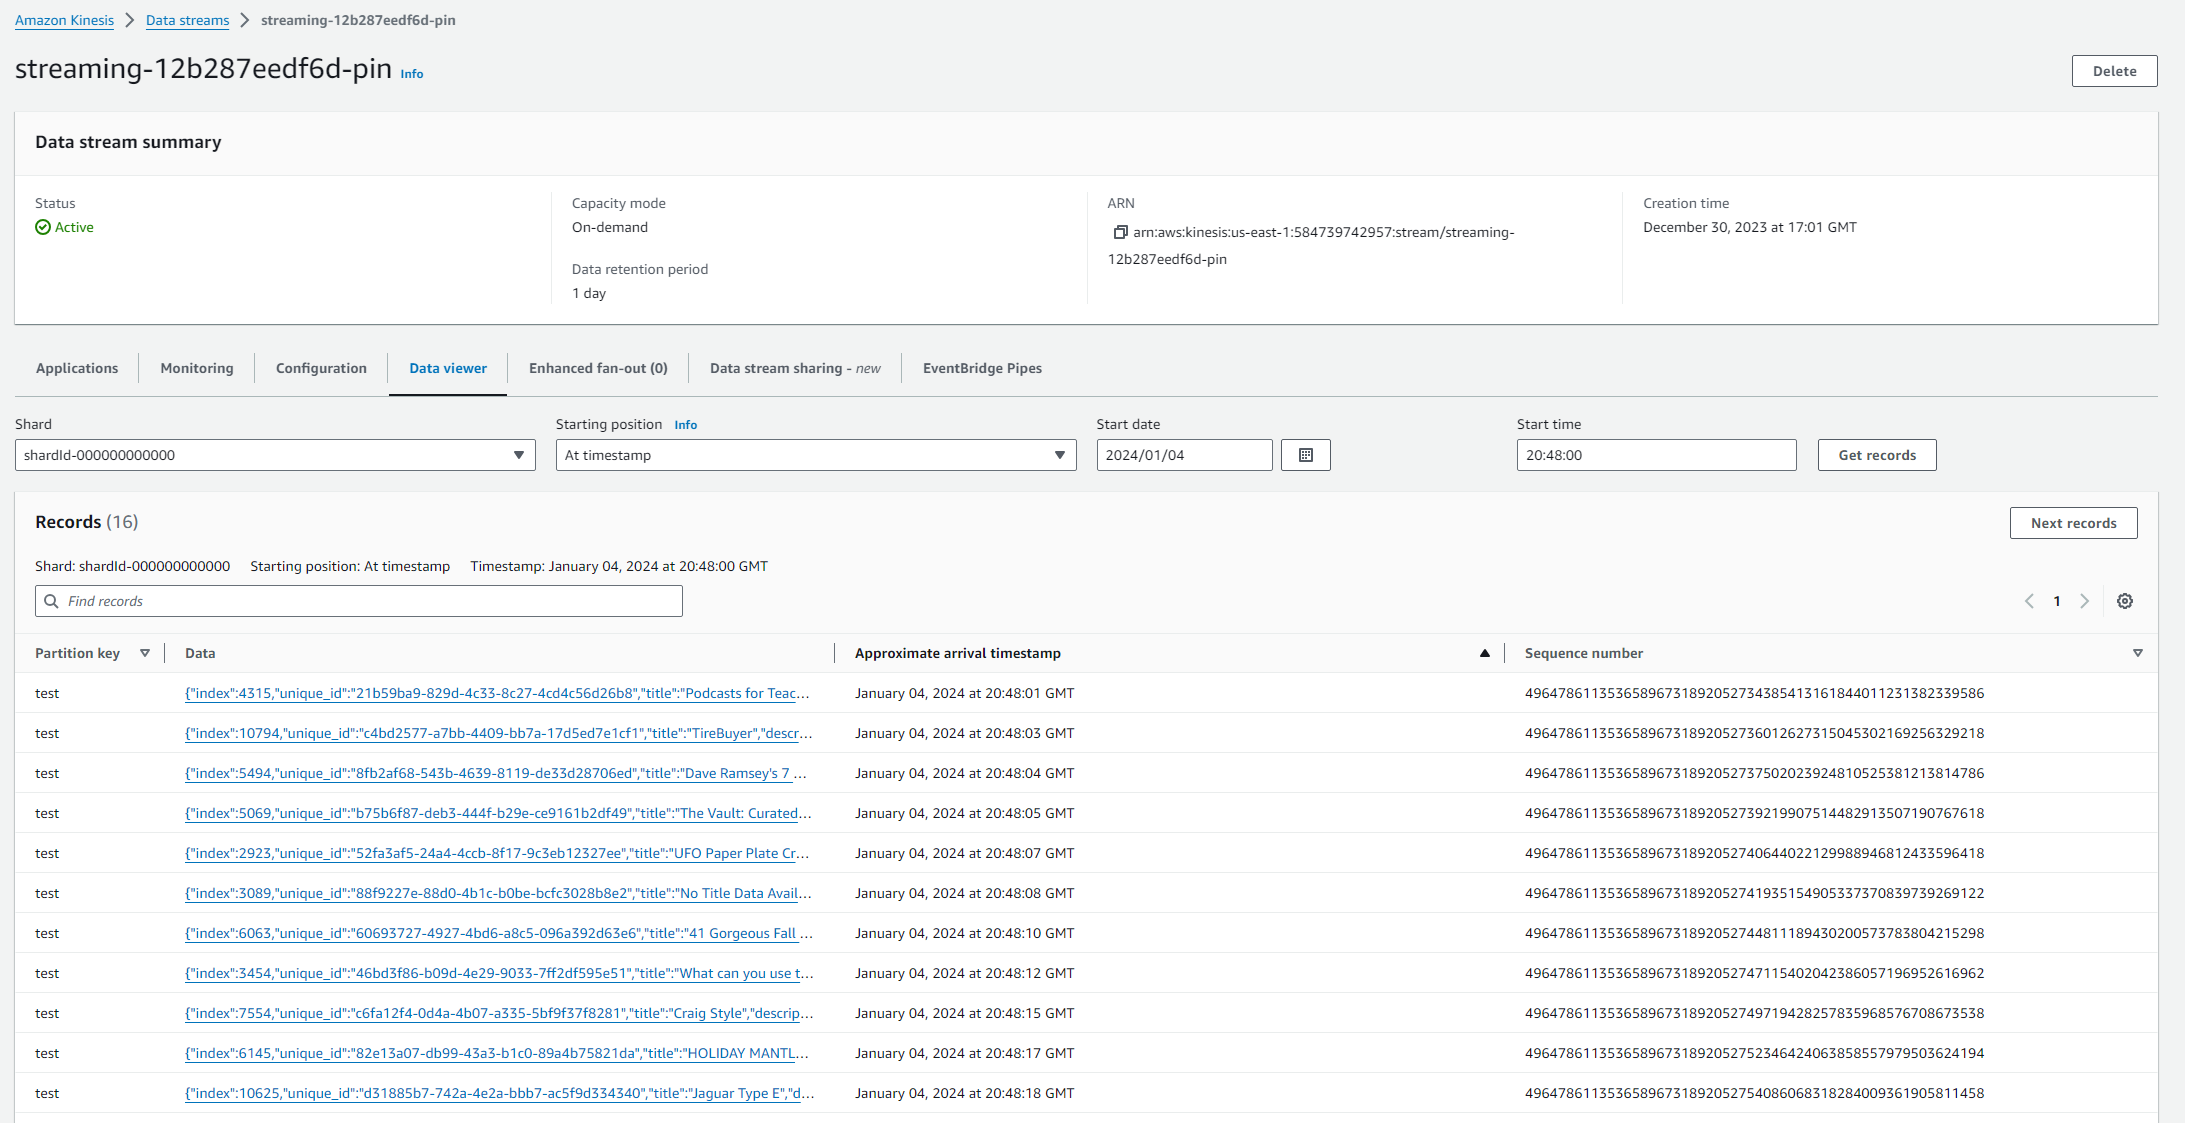 Amazon Kinesis > Data streams > streaming-12b287eedf6d-pin
streaming-12b287eedf6d-pin Info
Delete
Data stream summary
Status
Active
Capacity mode
On-demand
Data retention period
1 day
ARN
arn:aws:kinesis:us-east-1:584739742957:stream/streaming-
12b287eedf6d-pin
Creation time
December 30, 2023 at 17:01 GMT
Applications Monitoring Configuration Data viewer Enhanced fan-out (0) Data stream sharing - new EventBridge Pipes
Shard Starting position Info Start date Start time
shardId-000000000000 At timestamp 2024/01/04 20:48:00 Get records
Records (16)
Next records
Shard: shardId-000000000000 Starting position: At timestamp Timestamp: January 04, 2024 at 20:48:00 GMT
Find records
1
Partition key Data Approximate arrival timestamp Sequence number
test {"index":4315,"unique_id":"21b59ba9-829d-4c33-8c27-4cd4c56d26b8","title":"Podcasts for Teac... January 04, 2024 at 20:48:01 GMT 49647861135365896731892052734385413161844011231382339586
test {"index":10794,"unique_id":"c4bd2577-a7bb-4409-bb7a-17d5ed7e1cf1","title":"TireBuyer","descr... January 04, 2024 at 20:48:03 GMT 49647861135365896731892052736012627315045302169256329218
test {"index":5494,"unique_id":"8fb2af68-543b-4639-8119-de33d28706ed","title":"Dave Ramsey's 7 ... January 04, 2024 at 20:48:04 GMT 49647861135365896731892052737502023924810525381213814786
test {"index":5069,"unique_id":"b75b6f87-deb3-444f-b29e-ce9161b2df49","title":"The Vault: Curated... January 04, 2024 at 20:48:05 GMT 49647861135365896731892052739219907514482913507190767618
test {"index":2923,"unique_id":"52fa3af5-24a4-4ccb-8f17-9c3eb12327ee","title":"UFO Paper Plate Cr... January 04, 2024 at 20:48:07 GMT 49647861135365896731892052740644022129988946812433596418
test {"index":3089,"unique_id":"88f9227e-88d0-4b1c-b0be-bcfc3028b8e2","title":"No Title Data Avail... January 04, 2024 at 20:48:08 GMT 49647861135365896731892052741935154905337370839739269122
test {"index":6063,"unique_id":"60693727-4927-4bd6-a8c5-096a392d63e6","title":"41 Gorgeous Fall ... January 04, 2024 at 20:48:10 GMT 49647861135365896731892052744811189430200573783804215298
test {"index":3454,"unique_id":"46bd3f86-b09d-4e29-9033-7ff2df595e51","title":"What can you use t... January 04, 2024 at 20:48:12 GMT 49647861135365896731892052747115402042386057196952616962
test {"index":7554,"unique_id":"c6fa12f4-0d4a-4b07-a335-5bf9f37f8281","title":"Craig Style","descrip... January 04, 2024 at 20:48:15 GMT 49647861135365896731892052749719428257835968576708673538
test {"index":6145,"unique_id":"82e13a07-db99-43a3-b1c0-89a4b75821da","title":"HOLIDAY MANTL... January 04, 2024 at 20:48:17 GMT 49647861135365896731892052752346424063858557979503624194
test {"index":10625,"unique_id":"d31885b7-742a-4e2a-bbb7-ac5f9d334340","title":"Jaguar Type E","d... January 04, 2024 at 20:48:18 GMT 49647861135365896731892052754086068318284009361905811458